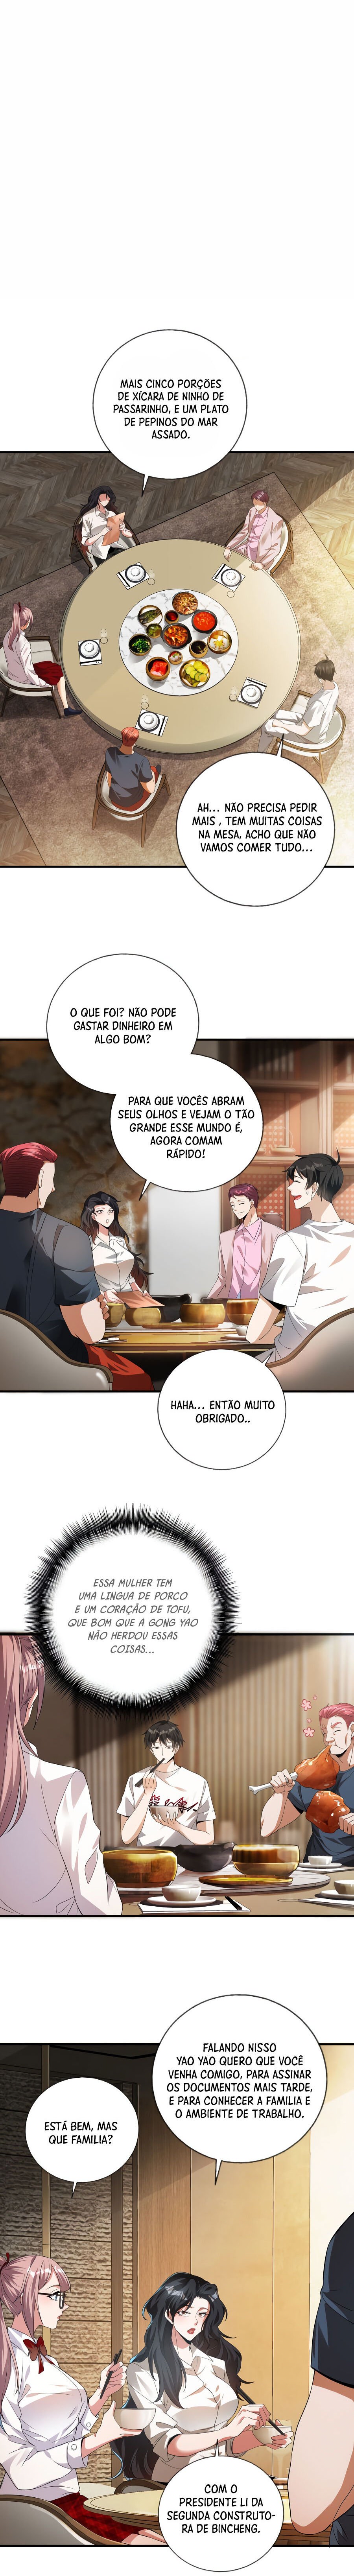 MAIS CINCO PORÇÕES
DE XÍCARA DE NINHO DE
PASSARINHO, E UM PLATO
DE PEPINOS DO MAR
ASSADO.
AH... NÃO PRECISA PEDIR
MAIS , TEM MUITAS COISAS
NA MESA, ACHO QUE NÃO
VAMOS COMER TUDO...
O QUE FOI? NÃO PODE
GASTAR DINHEIRO EM
ALGO BOM?
PARA QUE VOCÊS ABRAM
SEUS OLHOS E VEJAM O TÃO
GRANDE ESSE MUNDO É,
AGORA COMAM
RÁPIDO!
HAHA... ENTÃO MUITO
OBRIGADO..
ESSA MULHER TEM
UMA LINGUA DE PORCO
E UM CORAÇÃO DE TOFU,
QUE BOM QUE A GONG YAO
NÃO HERDOU ESSAS
COISAS...
FALANDO NISSO
YAO YAO QUERO QUE VOCÊ
VENHA COMIGO, PARA ASSINAR
OS DOCUMENTOS MAIS TARDE,
E PARA CONHECER A FAMILIA E
O AMBIENTE DE TRABALHO.
ESTÁ BEM, MAS
QUE FAMILIA?
COM O
PRESIDENTE LI DA
SEGUNDA CONSTRUTO-
RA DE BINCHENG.